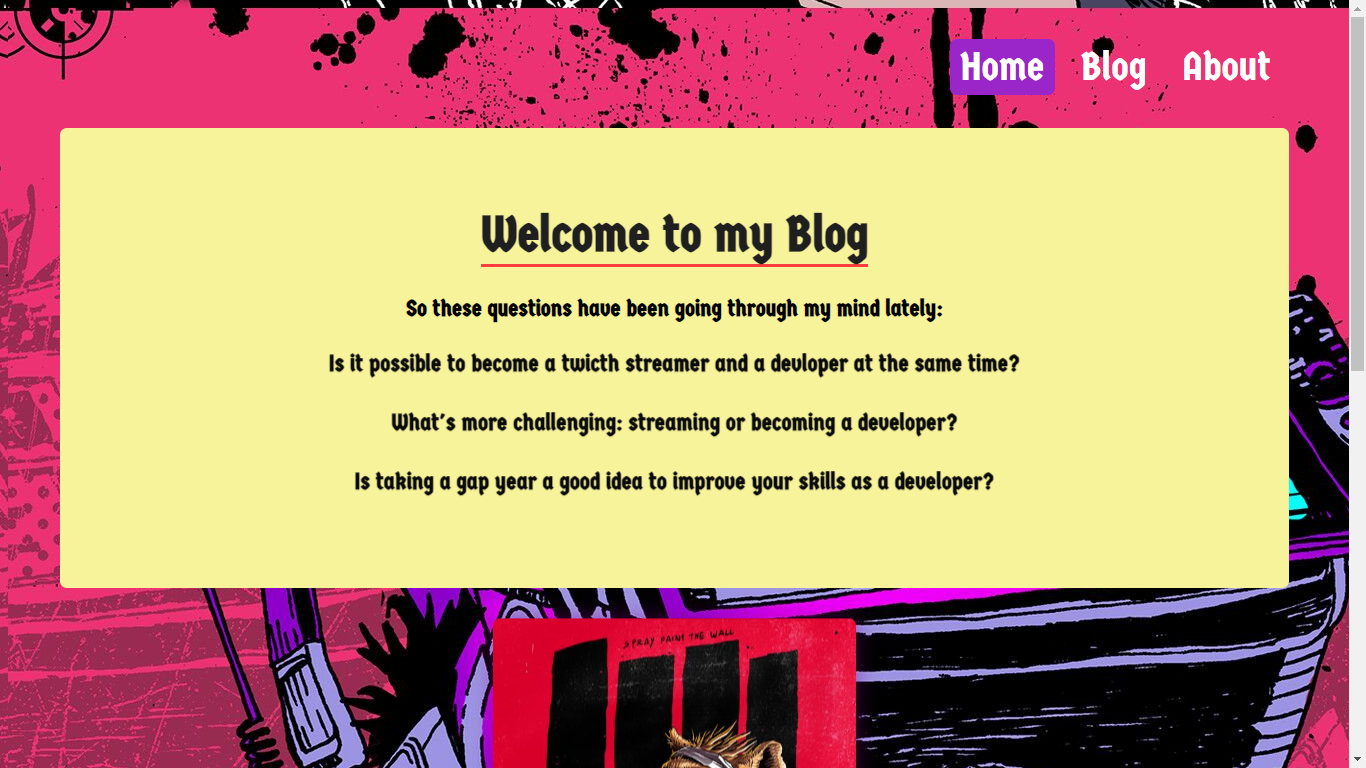 Home Blog About
Welcome to my Blog
So these questions have been going through my mind lately:
Is it possible to become a twicth streamer and a devloper at the same time?
What's more challenging: streaming or becoming a developer?
Is taking a gap year a good idea to improve your skills as a developer?
SPRAY PAINT THE WALL